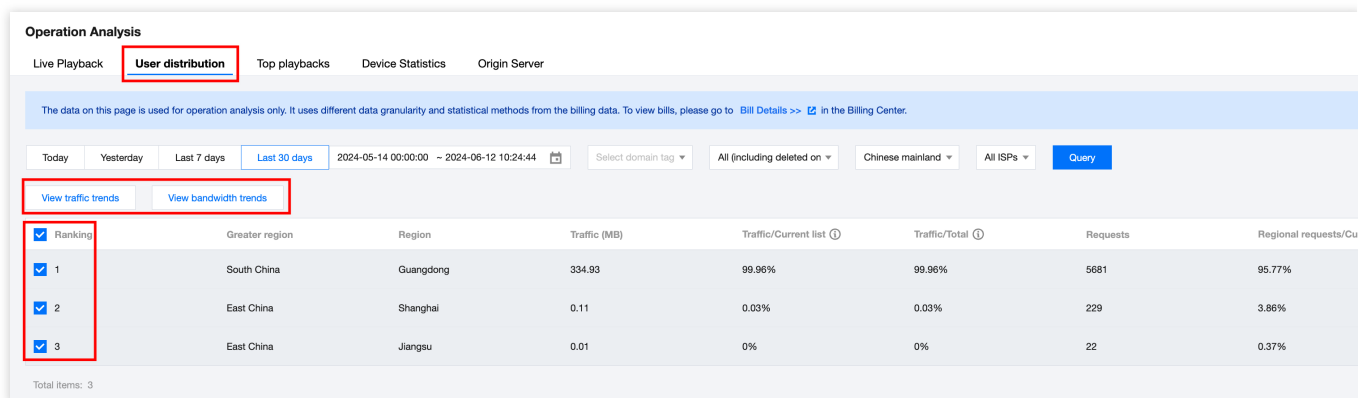 Operation Analysis
Live Playback User distribution Top playbacks Device Statistics Origin Server
The data on this page is used for operation analysis only. It uses different data granularity and statistical methods from the billing data. To view bills, please go to Bill Details >> in the Billing Center.
Today Yesterday Last 7 days Last 30 days 2024-05-14 00:00:00 ~ 2024-06-12 10:24:44 Select domain tag All (including deleted on Chinese mainland All ISPs Query
View traffic trends View bandwidth trends
Ranking Greater region Region Traffic (MB) Traffic/Current list Traffic/Total Requests Regional requests/Cu
1 South China Guangdong 334.93 99.96% 99.96% 5681 95.77%
2 East China Shanghai 0.11 0.03% 0.03% 229 3.86%
3 East China Jiangsu 0.01 0% 0% 22 0.37%
Total items: 3